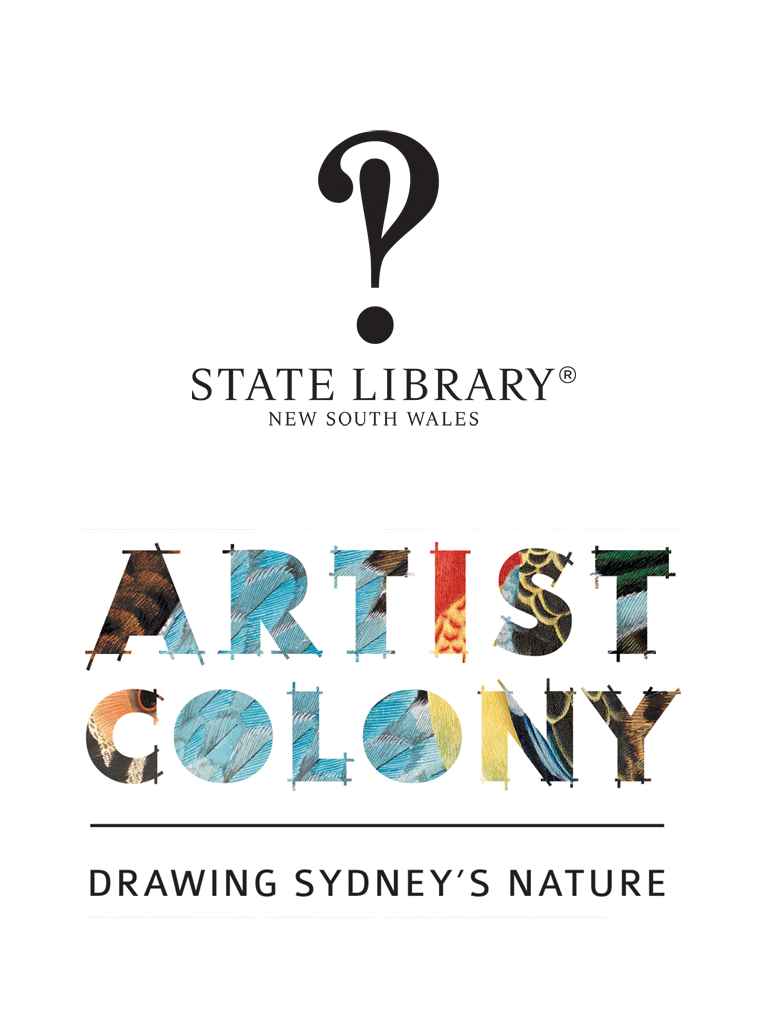 STATE LIBRARY®
NEW SOUTH WALES
ARTIST
COLONY
DRAWING SYDNEY'S NATURE